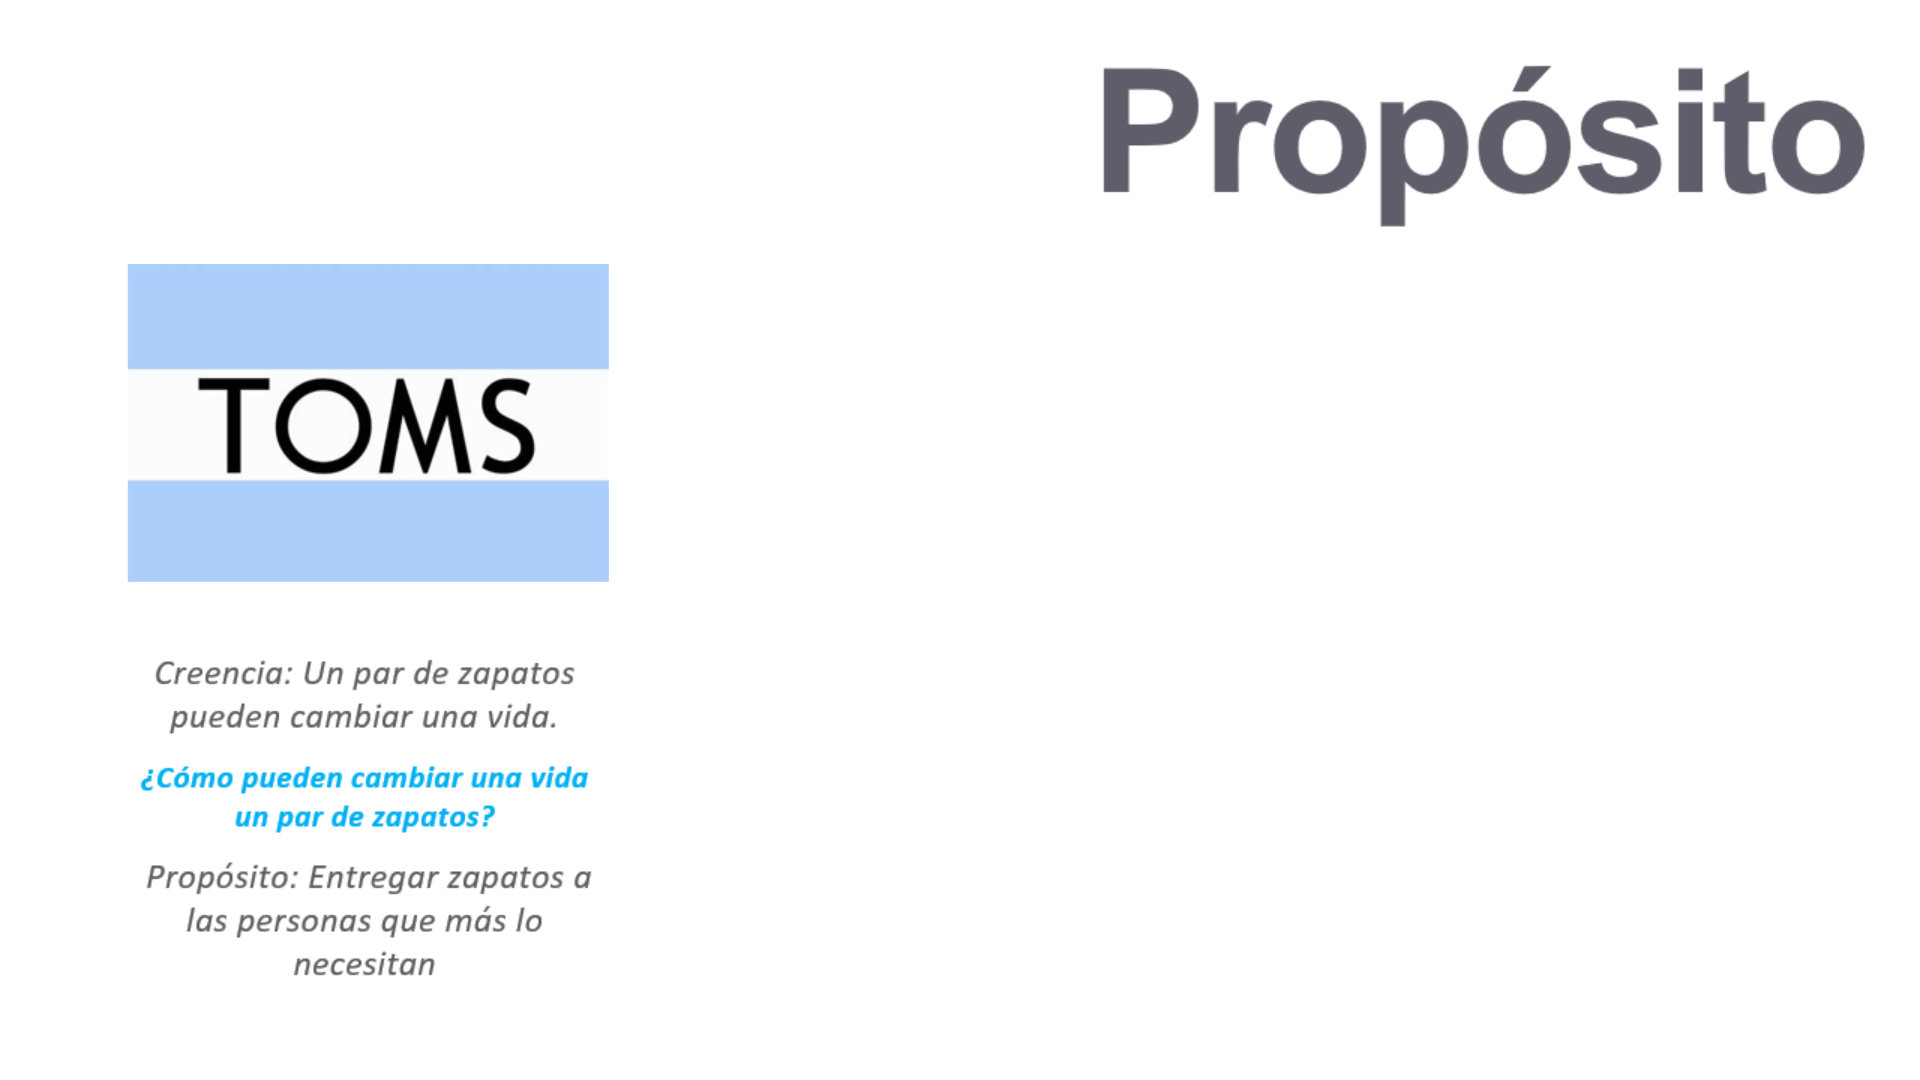 Propósito
TOMS
Creencia: Un par de zapatos
pueden cambiar una vida.
¿Cómo pueden cambiar una vida
un par de zapatos?
Propósito: Entregar zapatos a
las personas que más lo
necesitan